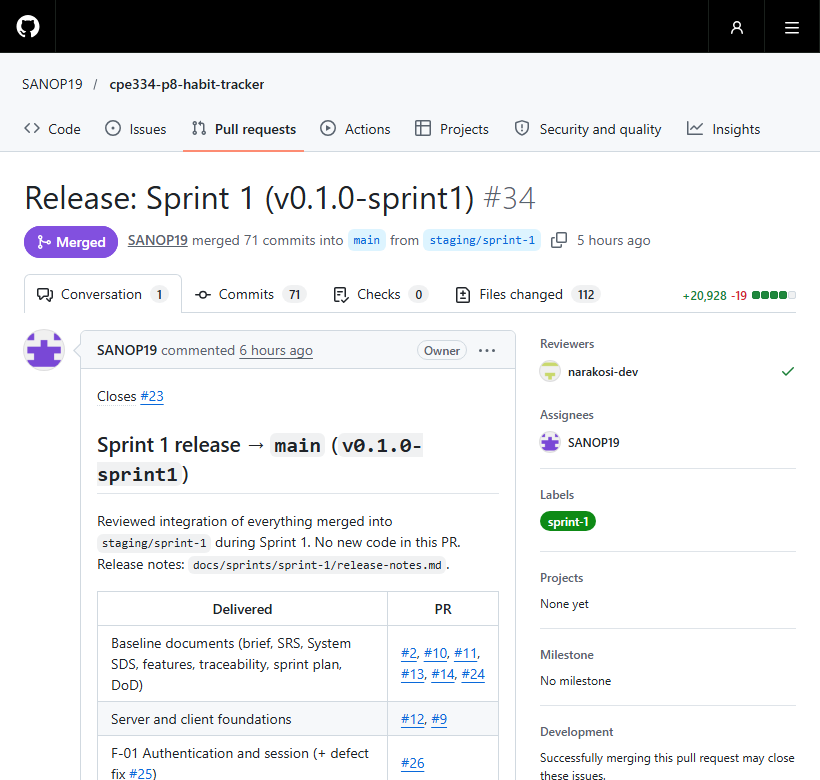 SANOP19 / cpe334-p8-habit-tracker
Code Issues Pull requests Actions Projects Security and quality Insights
Release: Sprint 1 (v0.1.0-sprint1) #34
Merged SANOP19 merged 71 commits into main from staging/sprint-1 5 hours ago
Conversation 1 Commits 71 Checks 0 Files changed 112 +20,928 -19
SANOP19 commented 6 hours ago Owner
Closes #23
Sprint 1 release → main (v0.1.0-
sprint1)
Reviewed integration of everything merged into
staging/sprint-1 during Sprint 1. No new code in this PR.
Release notes: docs/sprints/sprint-1/release-notes.md.
Delivered PR
Baseline documents (brief, SRS, System
SDS, features, traceability, sprint plan,
DoD)
#2, #10, #11,
#13, #14, #24
Server and client foundations #12, #9
F-01 Authentication and session (+ defect
fix #25)
#26
Reviewers
narakosi-dev
Assignees
SANOP19
Labels
sprint-1
Projects
None yet
Milestone
No milestone
Development
Successfully merging this pull request may close
these issues.